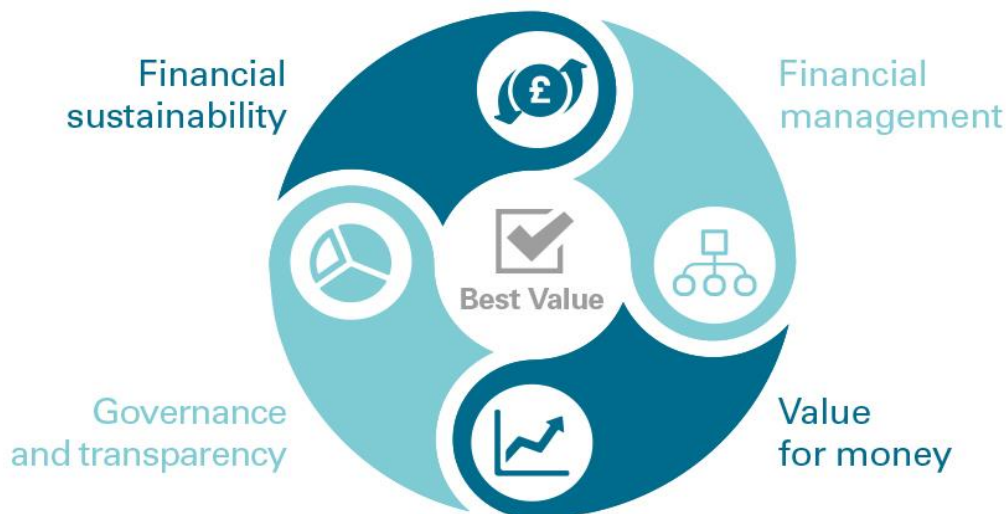 Financial
sustainability
£
Financial
management
Best Value
Governance
and transparency
Value
for money